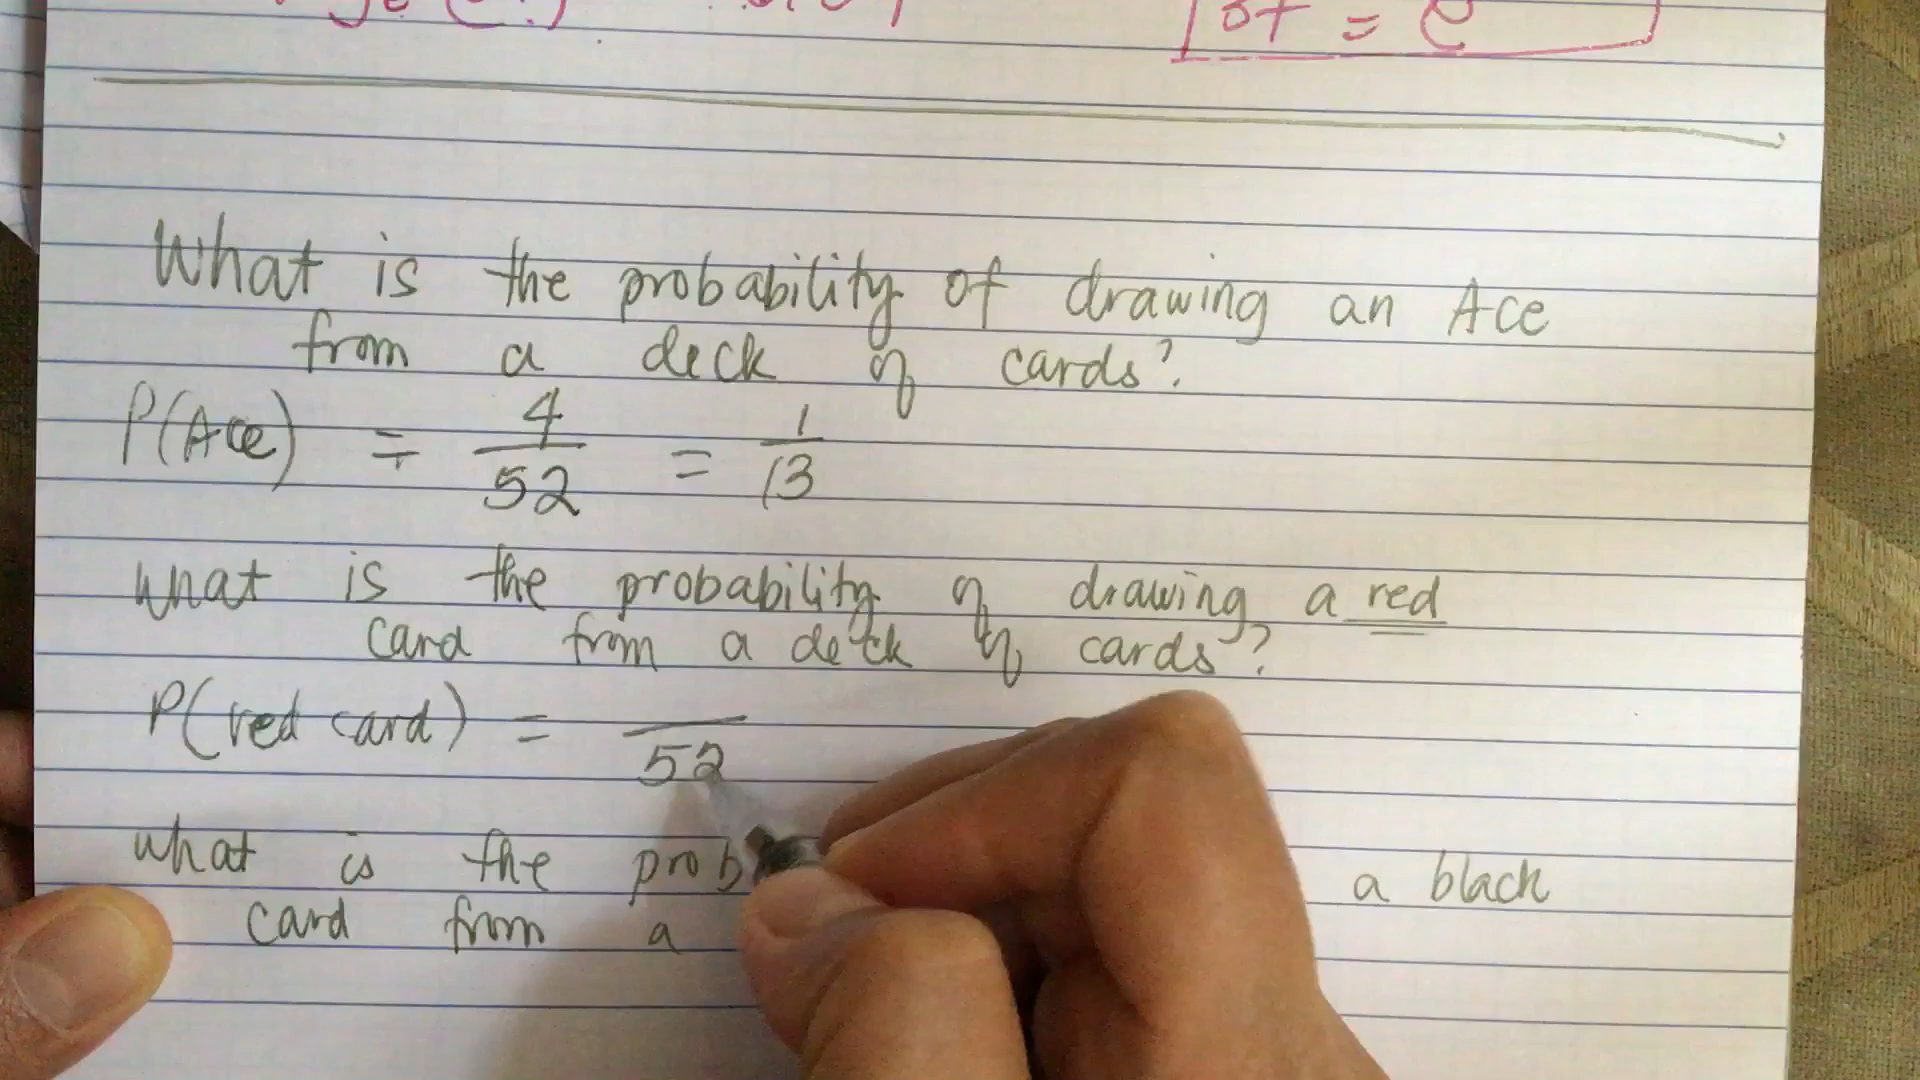 What is the probability of drawing an Ace
from a deck of cards?
P(Ace) = 4/52 = 1/13
What is the probability of drawing a red
card from a deck of cards?
P(red card) = /52
what is the prob a black
card from a